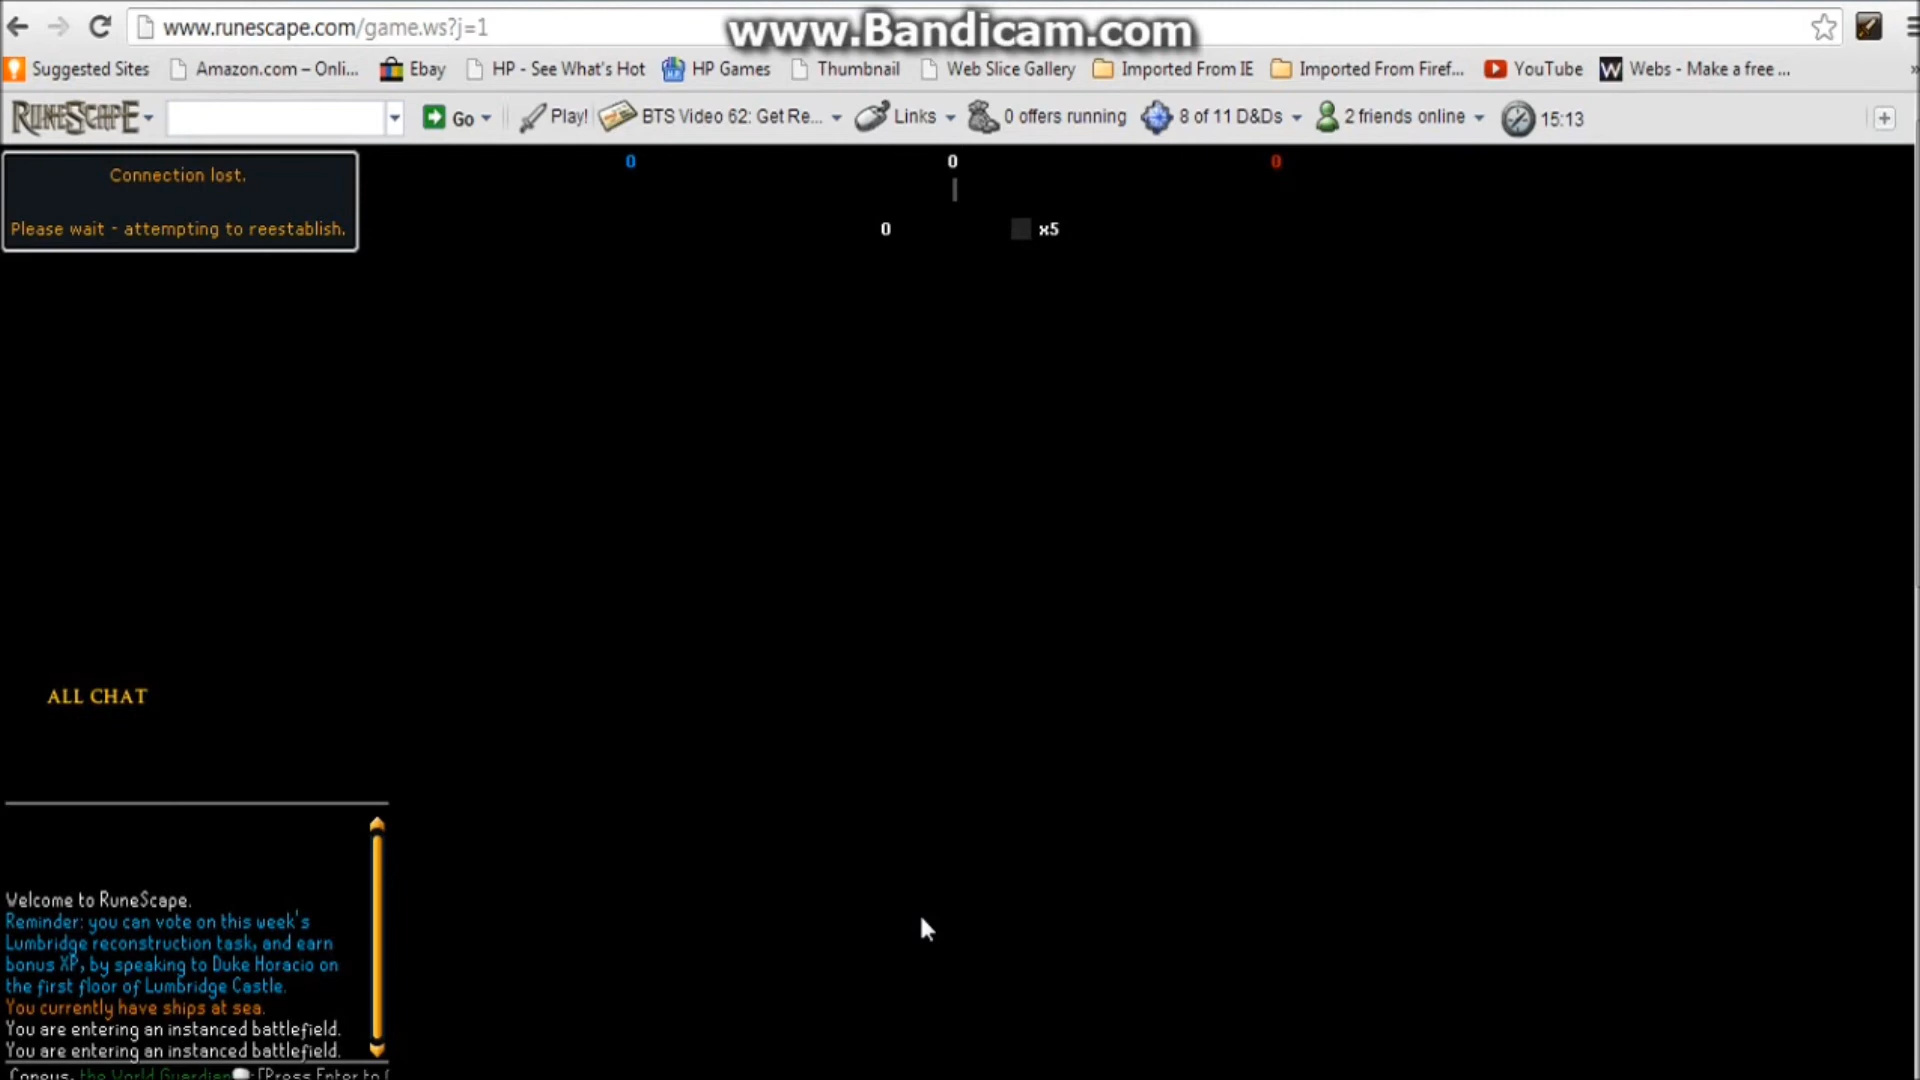 www.runescape.com/game.ws?j=1
www.Bandicam.com
Suggested Sites
Amazon.com – Onli...
Ebay
HP - See What's Hot
HP Games
Thumbnail
Web Slice Gallery
Imported From IE
Imported From Firef...
YouTube
W
Webs - Make a free ...
»
RUNESCAPE
Go
Play!
BTS Video 62: Get Re...
Links
0 offers running
8 of 11 D&Ds
2 friends online
15:13
Connection lost.
Please wait - attempting to reestablish.
0
0
0
0
x5
ALL CHAT
Welcome to RuneScape.
Reminder: you can vote on this week's
Lumbridge reconstruction task, and earn
bonus XP, by speaking to Duke Horacio on
the first floor of Lumbridge Castle.
You currently have ships at sea.
You are entering an instanced battlefield.
You are entering an instanced battlefield.
the World Guardian: [Press Enter to